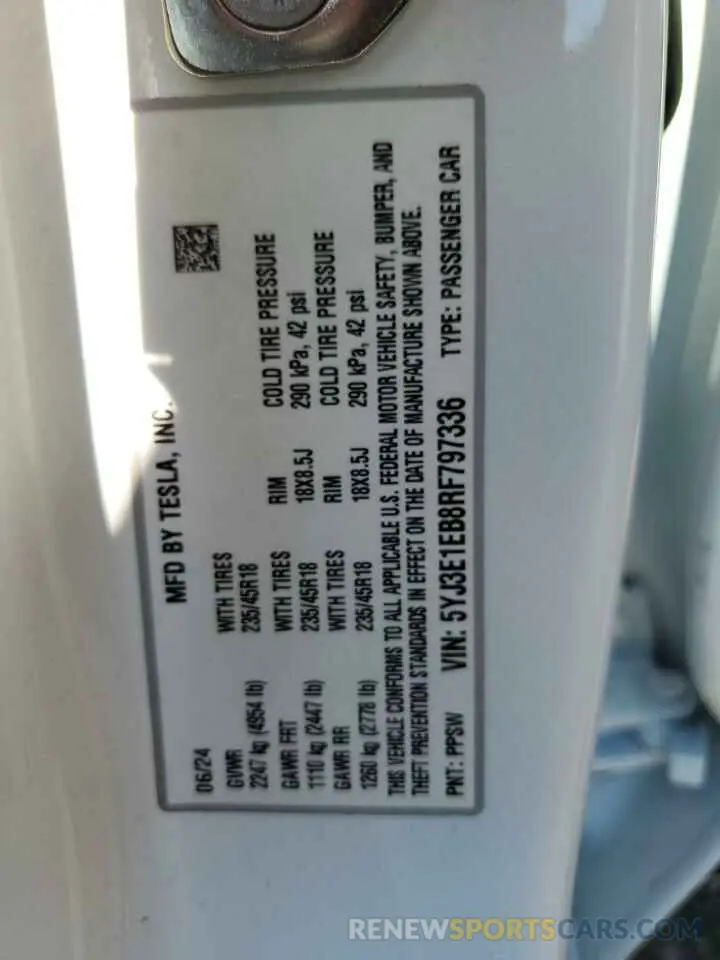 MFD BY TESLA, INC.
06/24
GVWR WITH TIRES RIM COLD TIRE PRESSURE
2247 kg (4954 lb) 235/45R18 18X8.5J 290 kPa, 42 psi
GAWR FRT WITH TIRES RIM COLD TIRE PRESSURE
1110 kg (2447 lb) 235/45R18 18X8.5J 290 kPa, 42 psi
GAWR RR WITH TIRES
1260 kg (2778 lb) 235/45R18
THIS VEHICLE CONFORMS TO ALL APPLICABLE U.S. FEDERAL MOTOR VEHICLE SAFETY, BUMPER, AND
THEFT PREVENTION STANDARDS IN EFFECT ON THE DATE OF MANUFACTURE SHOWN ABOVE.
PNT: PPSW VIN: 5YJ3E1EB8RF797336 TYPE: PASSENGER CAR
RENEWSPORTSCARS.COM